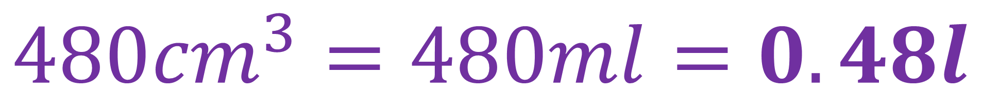 480cm³ = 480ml = 0.48l